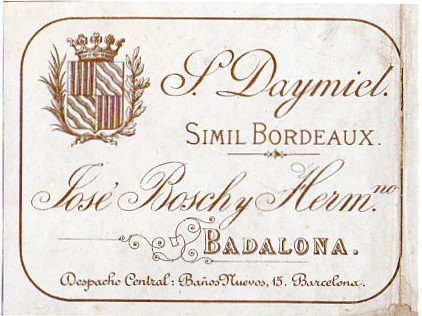 S. Daymiel.
SIMIL BORDEAUX.
José Bosch y Herm.no
BADALONA.
Despacho Central: Baños Nuevos, 15. Barcelona.